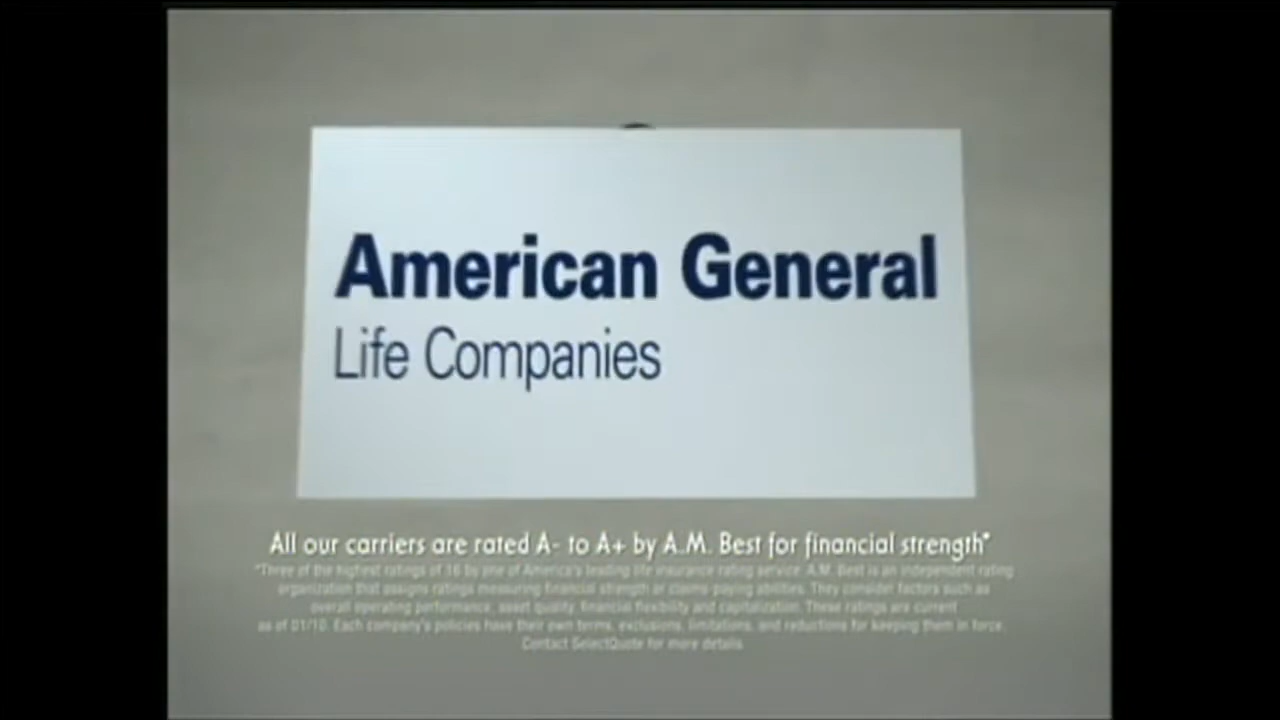 American General
Life Companies
All our carriers are rated A- to A+ by A.M. Best for financial strength*
*Three of the highest ratings of 16 by one of America's leading life insurance rating service. A.M. Best is an independent rating
organization that assigns ratings measuring financial strength or claims paying abilities. They consider factors such as
overall operating performance, asset quality, financial flexibility and capitalization. These ratings are current
as of 01/10. Each company's policies have their own terms, exclusions, limitations, and reductions for keeping them in force.
Contact SelectQuote for more details